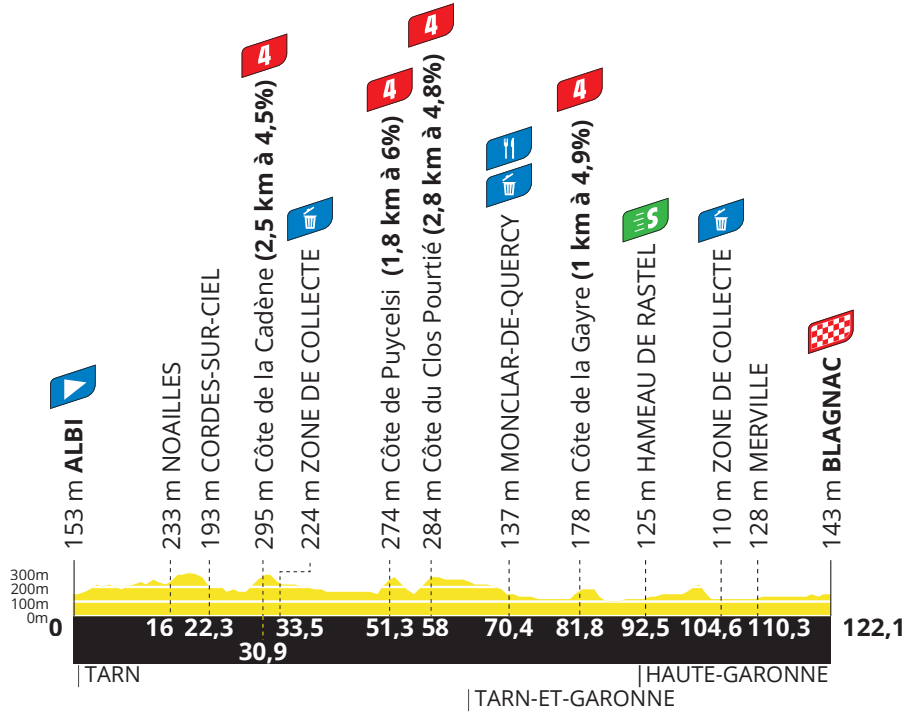 4
4
4
4
S
153 m ALBI
233 m NOAILLES
193 m CORDES-SUR-CIEL
295 m Côte de la Cadène (2,5 km à 4,5%)
224 m ZONE DE COLLECTE
274 m Côte de Puycelsi (1,8 km à 6%)
284 m Côte du Clos Pourtié (2,8 km à 4,8%)
137 m MONCLAR-DE-QUERCY
178 m Côte de la Gayre (1 km à 4,9%)
125 m HAMEAU DE RASTEL
110 m ZONE DE COLLECTE
128 m MERVILLE
143 m BLAGNAC
300m
200m
100m
0m
0 16 22,3 30,9 33,5 51,3 58 70,4 81,8 92,5 104,6 110,3 122,1
TARN
TARN-ET-GARONNE
HAUTE-GARONNE